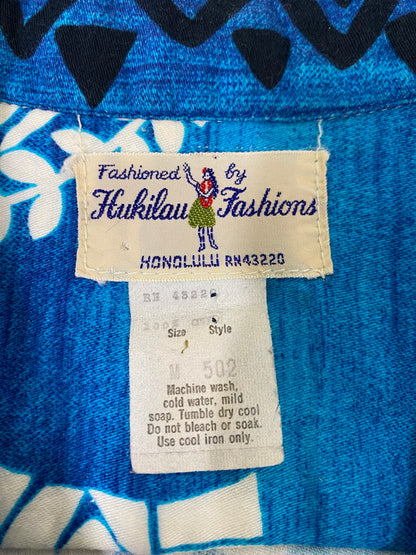 Fashioned by
Hukilau Fashions
HONOLULU RN43220
RN 43220
100%
Size Style
M 502
Machine wash,
cold water, mild
soap. Tumble dry cool
Do not bleach or soak.
Use cool iron only.